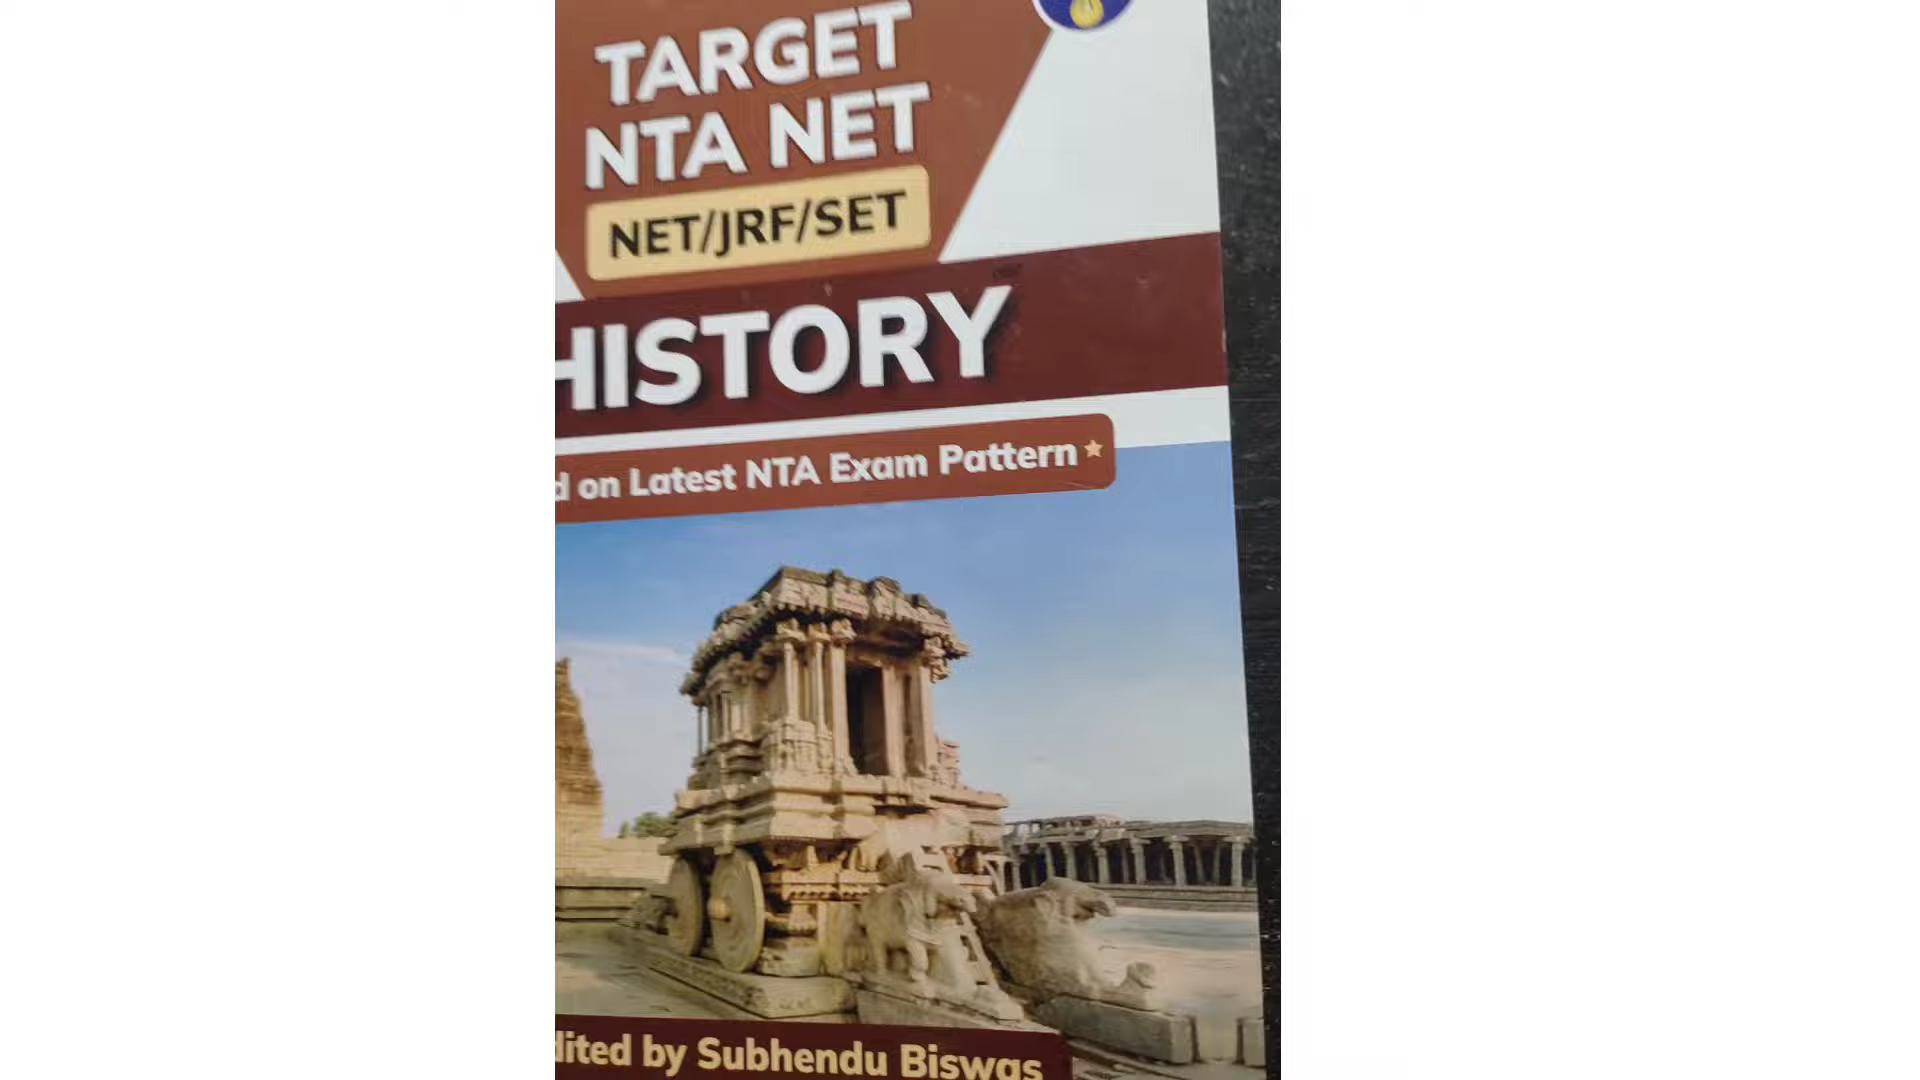 TARGET
NTA NET
NET/JRF/SET
HISTORY
d on Latest NTA Exam Pattern
dited by Subhendu Biswas